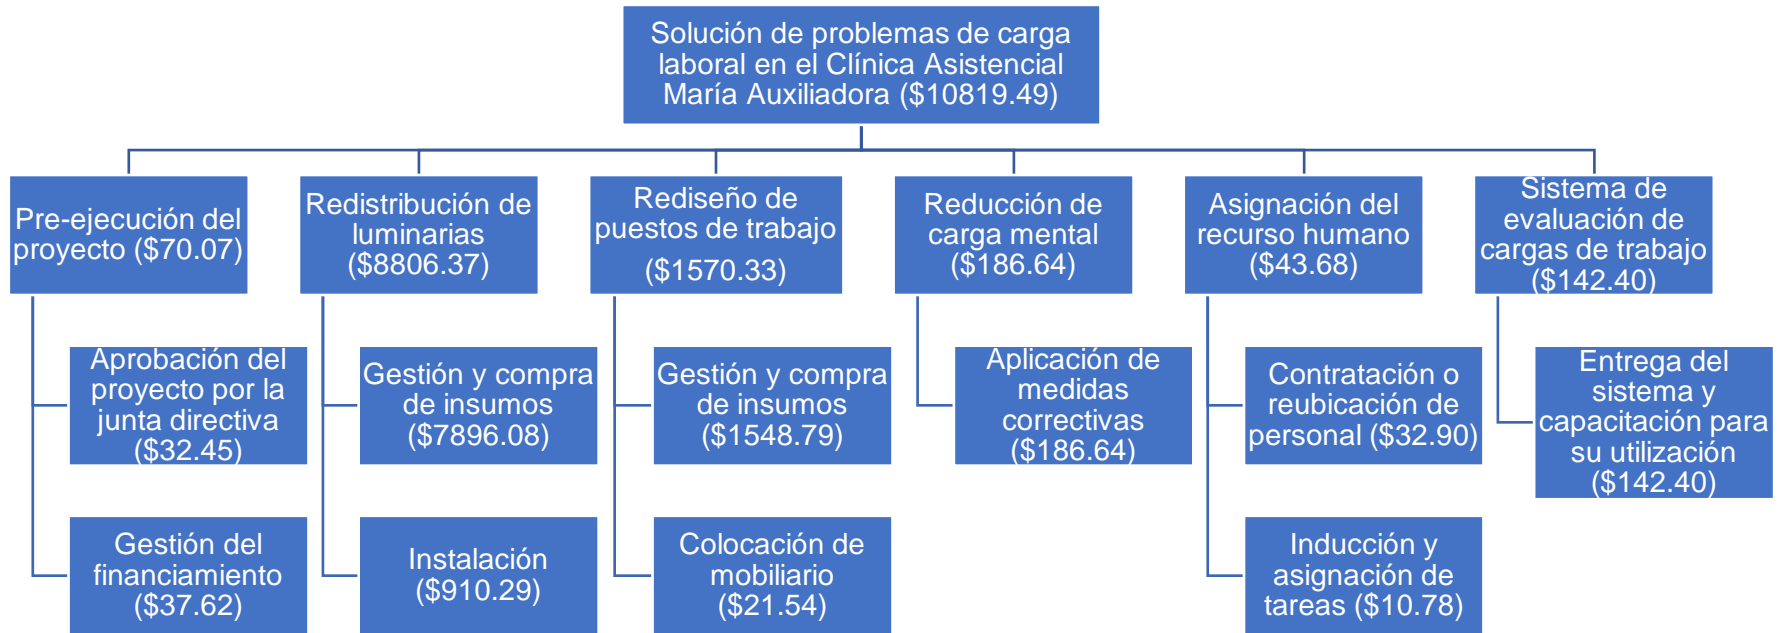 Solución de problemas de carga
laboral en el Clínica Asistencial
María Auxiliadora ($10819.49)
Pre-ejecución del
proyecto ($70.07)
Redistribución de
luminarias
($8806.37)
Rediseño de
puestos de trabajo
($1570.33)
Reducción de
carga mental
($186.64)
Asignación del
recurso humano
($43.68)
Sistema de
evaluación de
cargas de trabajo
($142.40)
Aprobación del
proyecto por la
junta directiva
($32.45)
Gestión y compra
de insumos
($7896.08)
Gestión y compra
de insumos
($1548.79)
Aplicación de
medidas
correctivas
($186.64)
Contratación o
reubicación de
personal ($32.90)
Entrega del
sistema y
capacitación para
su utilización
($142.40)
Gestión del
financiamiento
($37.62)
Instalación
($910.29)
Colocación de
mobiliario
($21.54)
Inducción y
asignación de
tareas ($10.78)